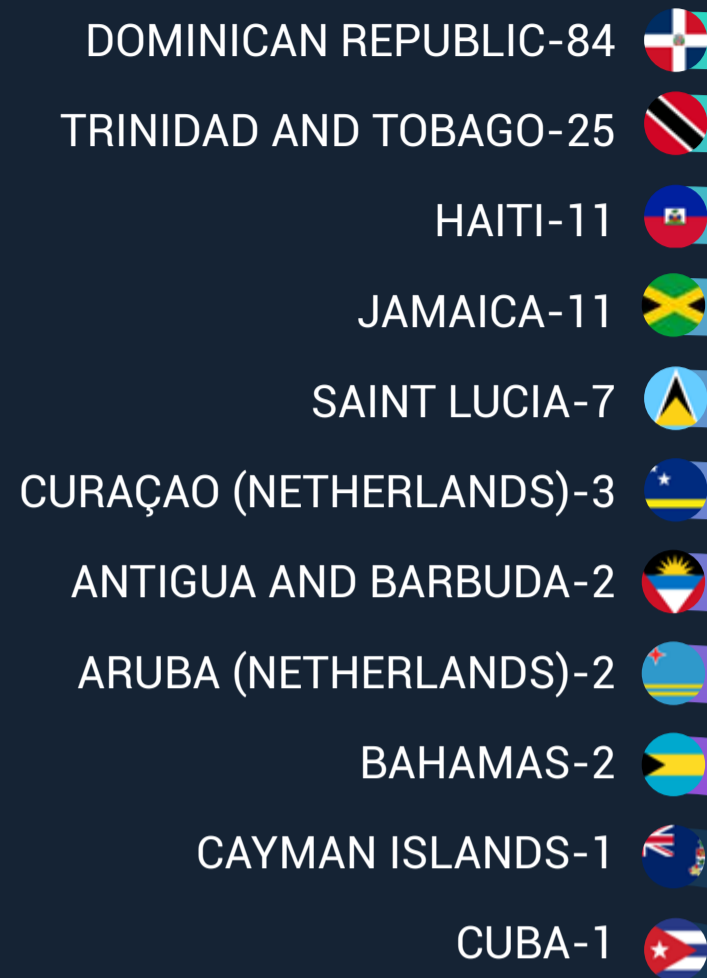 DOMINICAN REPUBLIC-84
TRINIDAD AND TOBAGO-25
HAITI-11
JAMAICA-11
SAINT LUCIA-7
CURAÇAO (NETHERLANDS)-3
ANTIGUA AND BARBUDA-2
ARUBA (NETHERLANDS)-2
BAHAMAS-2
CAYMAN ISLANDS-1
CUBA-1